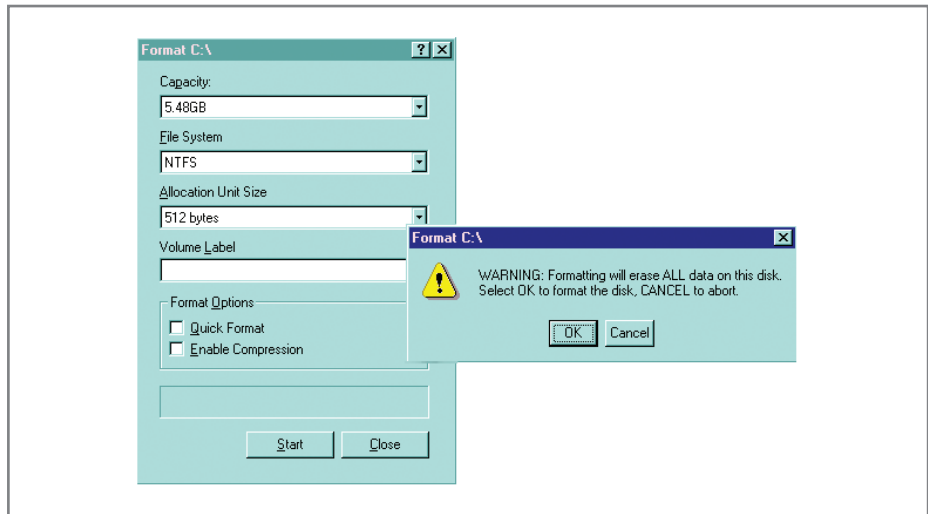 Format C:\
Capacity:
5.48GB
File System
NTFS
Allocation Unit Size
512 bytes
Volume Label
Format Options
Quick Format
Enable Compression
Start
Close
Format C:\
WARNING: Formatting will erase ALL data on this disk.
Select OK to format the disk, CANCEL to abort.
OK
Cancel